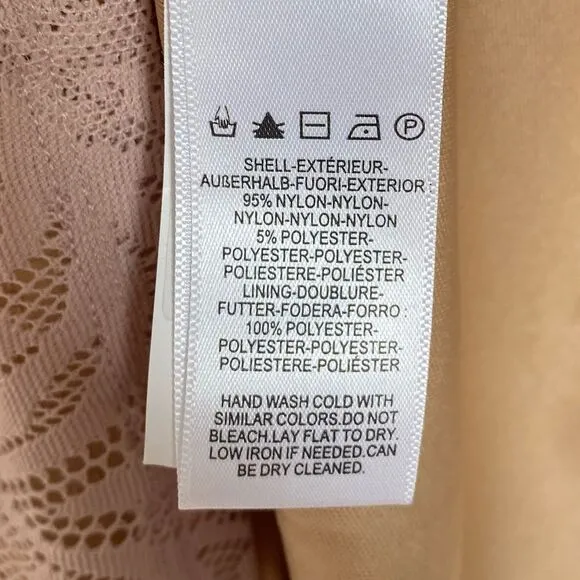 P
SHELL-EXTÉRIEUR-
AUßERHALB-FUORI-EXTERIOR :
95% NYLON-NYLON-
NYLON-NYLON-NYLON
5% POLYESTER-
POLYESTER-POLYESTER-
POLIESTERE-POLIÉSTER
LINING-DOUBLURE-
FUTTER-FODERA-FORRO :
100% POLYESTER-
POLYESTER-POLYESTER-
POLIESTERE-POLIÉSTER
HAND WASH COLD WITH
SIMILAR COLORS.DO NOT
BLEACH.LAY FLAT TO DRY.
LOW IRON IF NEEDED.CAN
BE DRY CLEANED.